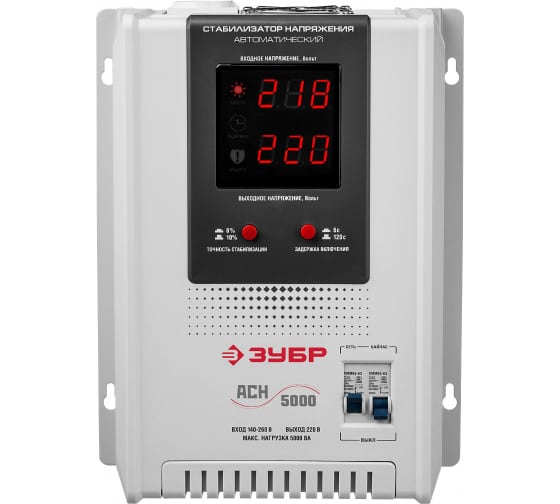 СТАБИЛИЗАТОР НАПРЯЖЕНИЯ
АВТОМАТИЧЕСКИЙ
ВХОДНОЕ НАПРЯЖЕНИЕ, Вольт
218
220
ВЫХОДНОЕ НАПРЯЖЕНИЕ, Вольт
8%
10%
6с
120с
ТОЧНОСТЬ СТАБИЛИЗАЦИИ
ЗАДЕРЖКА ВКЛЮЧЕНИЯ
ЗУБР
АСН 5000
ВХОД 140-260 В ВЫХОД 220 В
МАКС. НАГРУЗКА 5000 ВА
СЕТЬ БАЙПАС
ВЫКЛ